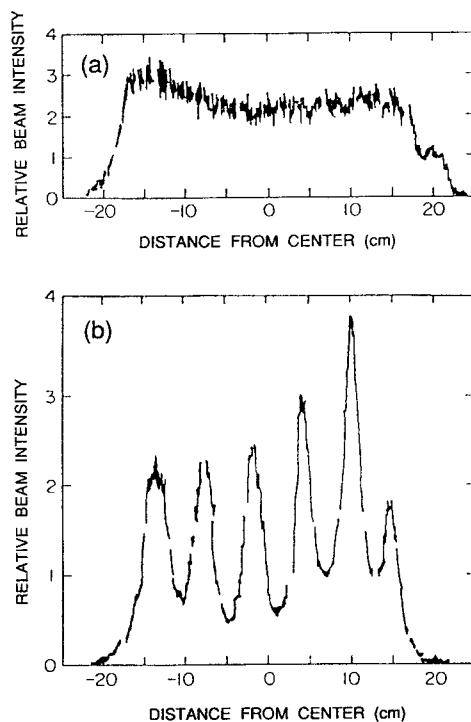 (a)
RELATIVE BEAM INTENSITY
4
3
2
1
0
-20 -10 0 10 20
DISTANCE FROM CENTER (cm)
(b)
RELATIVE BEAM INTENSITY
4
3
2
1
0
-20 -10 0 10 20
DISTANCE FROM CENTER (cm)